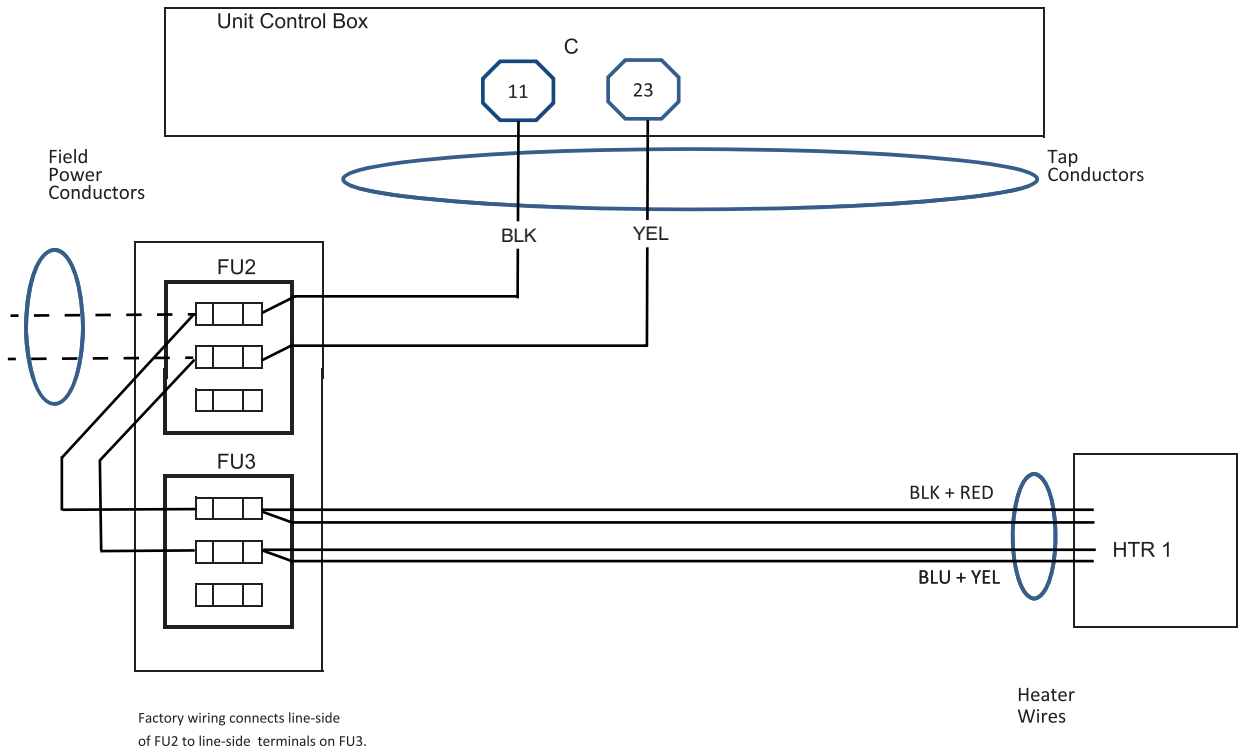 Unit Control Box
C
11
23
Field
Power
Conductors
Tap
Conductors
BLK
YEL
FU2
FU3
BLK + RED
HTR 1
BLU + YEL
Heater
Wires
Factory wiring connects line-side
of FU2 to line-side terminals on FU3.